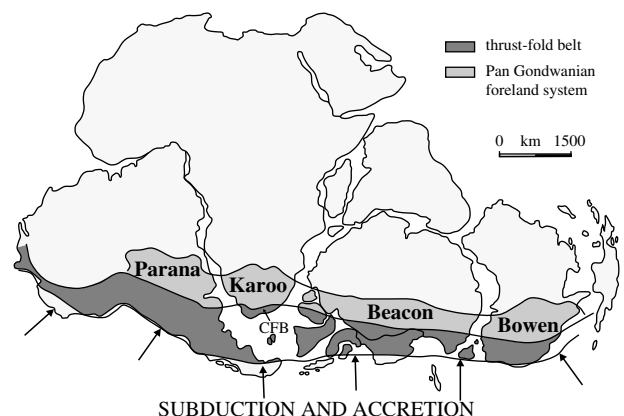 thrust-fold belt
Pan Gondwanian
foreland system
0 km 1500
Parana
Karoo
Beacon
Bowen
CFB
SUBDUCTION AND ACCRETION